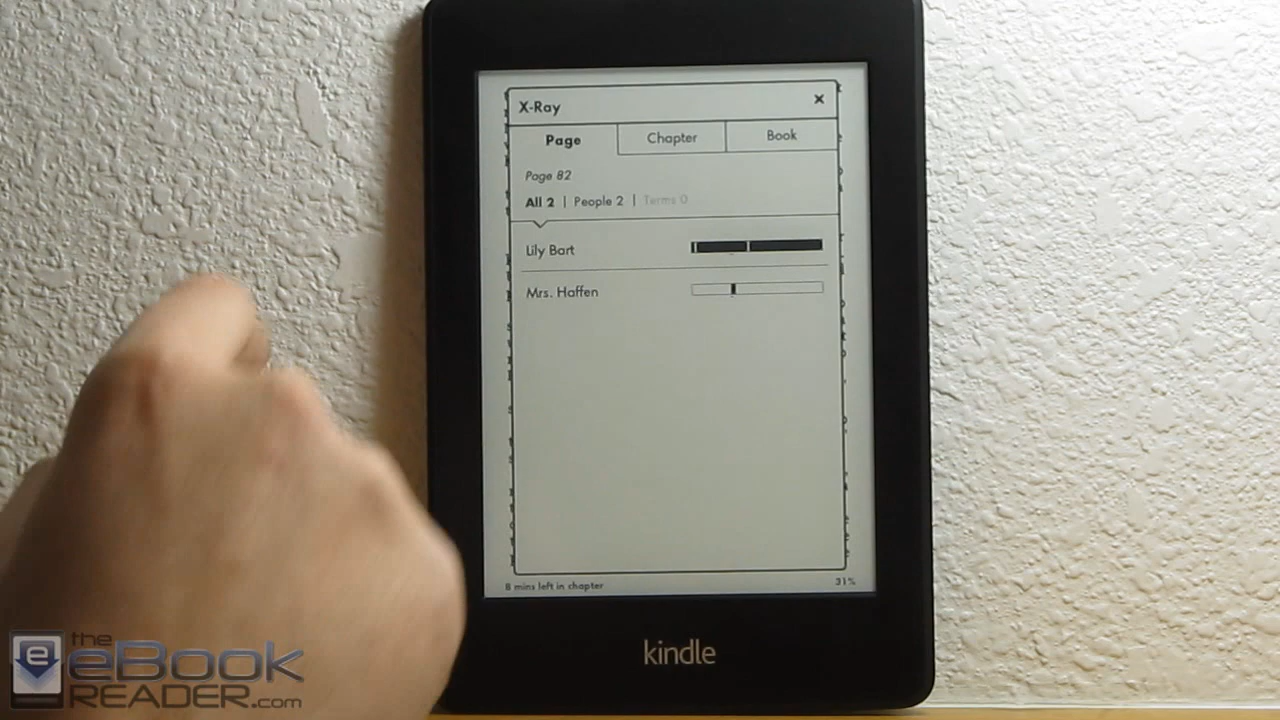 X-Ray ×
Page Chapter Book
Page 82
All 2 | People 2 | Terms 0
Lily Bart
Mrs. Haffen
8 mins left in chapter 31%
kindle
the
eBook
READER.com